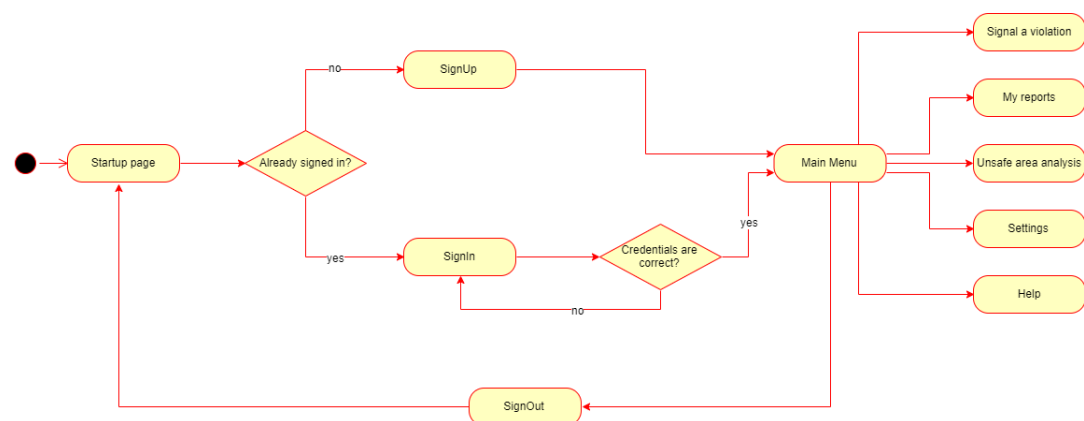 Signal a violation
no
SignUp
My reports
Startup page
Already signed in?
Main Menu
Unsafe area analysis
yes
Settings
yes
SignIn
Credentials are
correct?
Help
no
SignOut